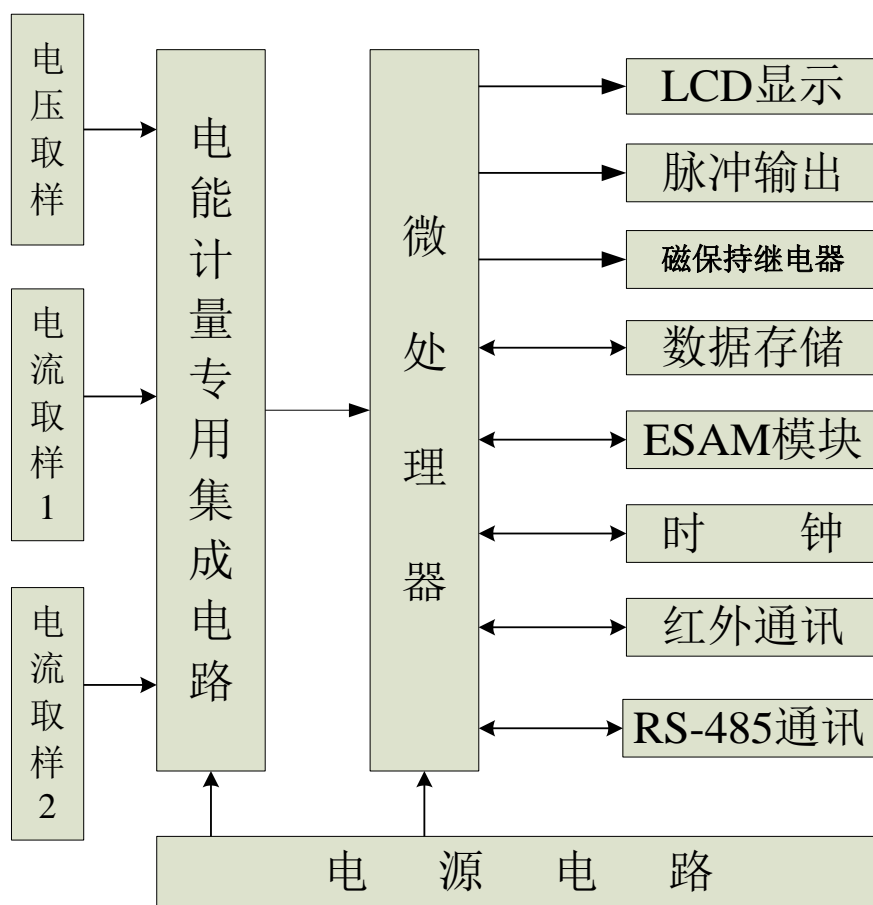 电压取样
电流取样1
电流取样2
电能计量专用集成电路
微处理器
LCD显示
脉冲输出
磁保持继电器
数据存储
ESAM模块
时 钟
红外通讯
RS-485通讯
电 源 电 路